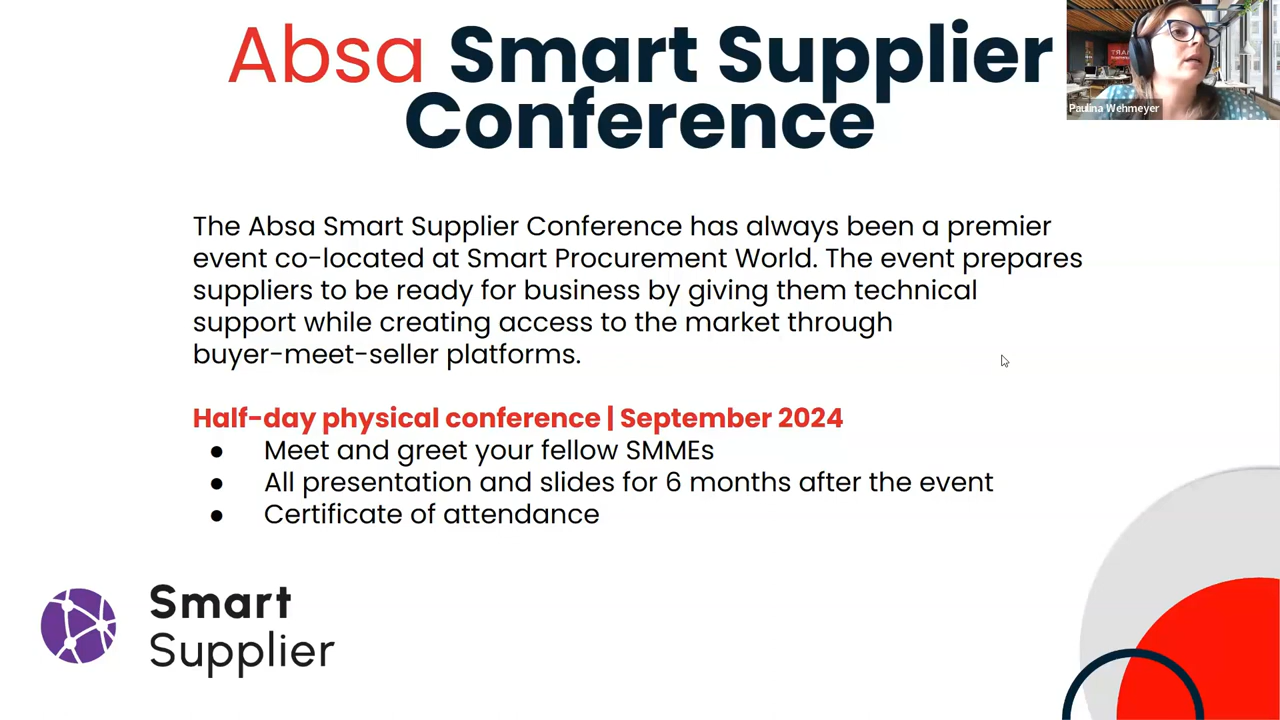 Absa Smart Supplier
Conference
Paulina Wehmeyer
The Absa Smart Supplier Conference has always been a premier
event co-located at Smart Procurement World. The event prepares
suppliers to be ready for business by giving them technical
support while creating access to the market through
buyer-meet-seller platforms.
Half-day physical conference | September 2024
● Meet and greet your fellow SMMEs
● All presentation and slides for 6 months after the event
● Certificate of attendance
Smart
Supplier